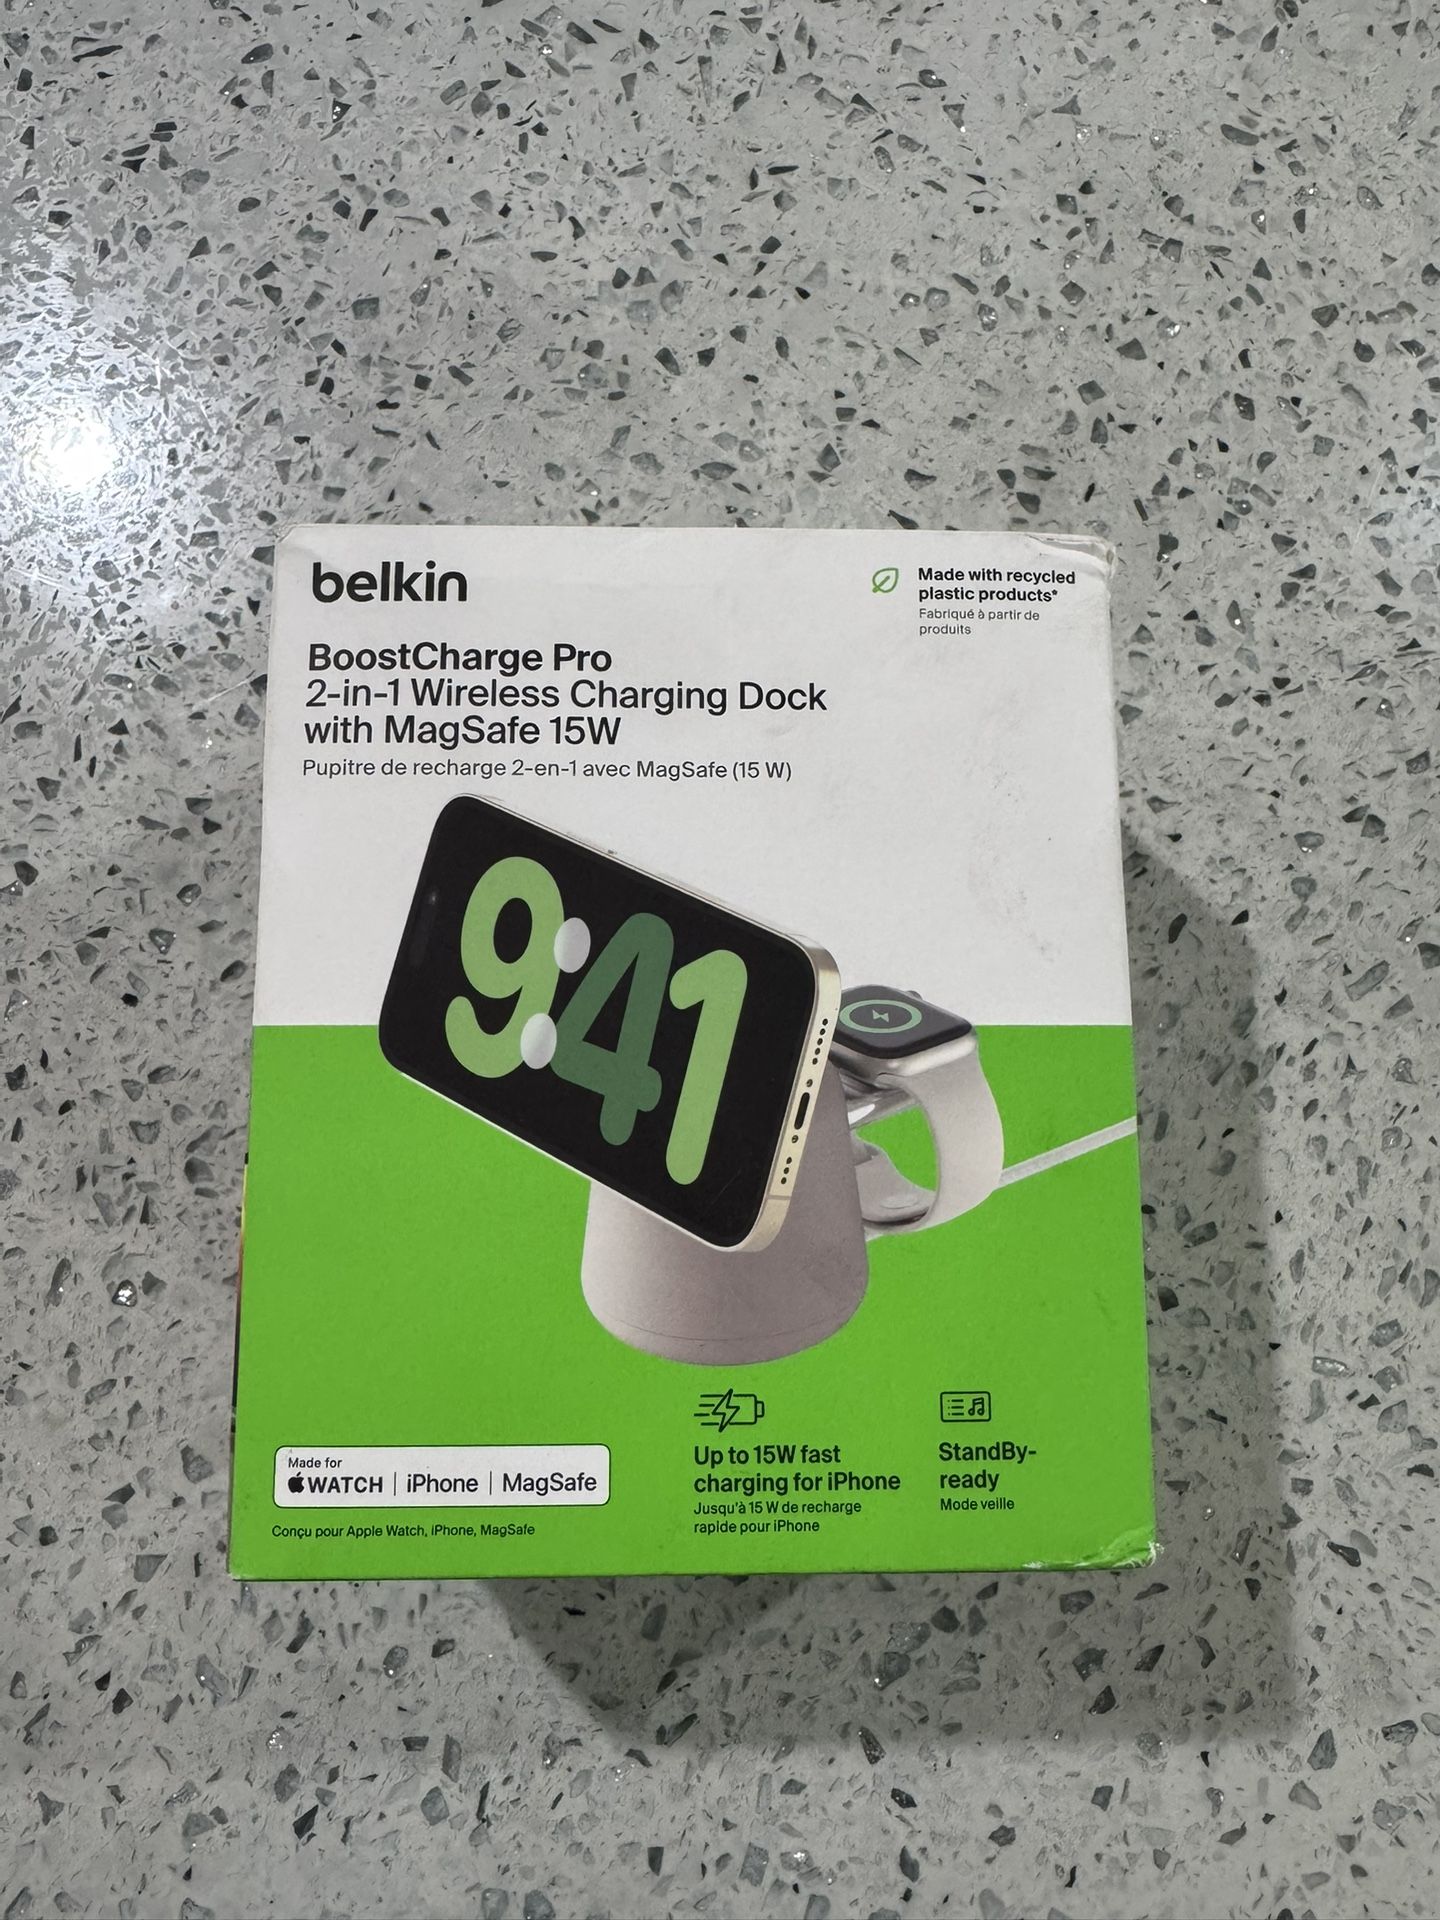 belkin
Made with recycled
plastic products*
Fabriqué à partir de
produits
BoostCharge Pro
2-in-1 Wireless Charging Dock
with MagSafe 15W
Pupitre de recharge 2-en-1 avec MagSafe (15 W)
9:41
Made for
WATCH | iPhone | MagSafe
Conçu pour Apple Watch, iPhone, MagSafe
Up to 15W fast
charging for iPhone
Jusqu'à 15 W de recharge
rapide pour iPhone
StandBy-
ready
Mode veille